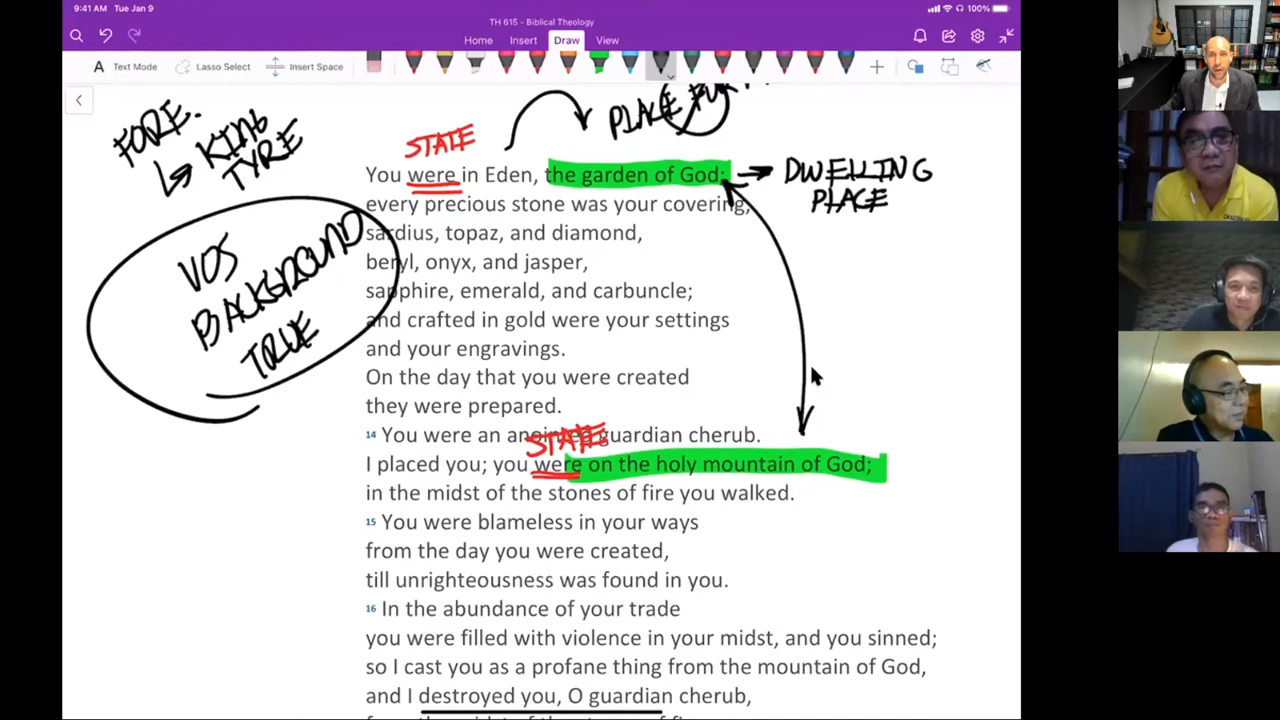 9:41 AM Tue Jan 9
100%
TH 615 - Biblical Theology
Home Insert Draw View
Text Mode Lasso Select Insert Space
FORE.
KING
TYRE
PLACE
STATE
You were in Eden, the garden of God;
DWELLING
PLACE
every precious stone was your covering,
sardius, topaz, and diamond,
beryl, onyx, and jasper,
sapphire, emerald, and carbuncle;
and crafted in gold were your settings
and your engravings.
On the day that you were created
they were prepared.
VOS
BACKGROUND
TRUE
14 You were an anointed guardian cherub.
STATE
I placed you; you were on the holy mountain of God;
in the midst of the stones of fire you walked.
15 You were blameless in your ways
from the day you were created,
till unrighteousness was found in you.
16 In the abundance of your trade
you were filled with violence in your midst, and you sinned;
so I cast you as a profane thing from the mountain of God,
and I destroyed you, O guardian cherub,